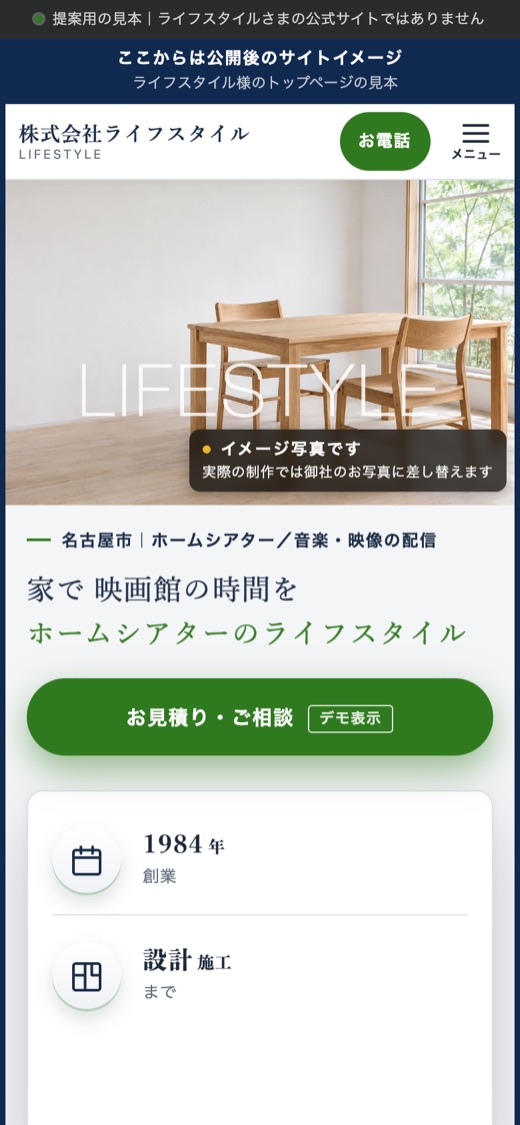 提案用の見本｜ライフスタイルさまの公式サイトではありません
ここからは公開後のサイトイメージ
ライフスタイル様のトップページの見本
株式会社ライフスタイル
LIFESTYLE
お電話
メニュー
LIFESTYLE
イメージ写真です
実際の制作では御社のお写真に差し替えます
名古屋市｜ホームシアター／音楽・映像の配信
家で 映画館の時間を
ホームシアターのライフスタイル
お見積り・ご相談 デモ表示
1984 年
創業
設計 施工
まで